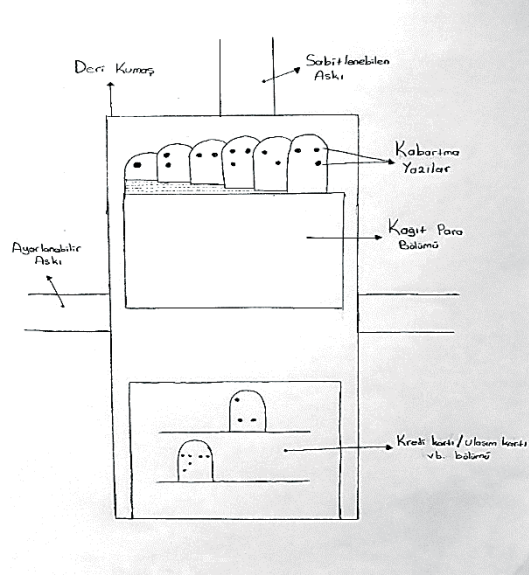 Deri Kumaş
Sabitlenebilen
Askı
Kabartma
Yazılar
Kağıt Para
Bölümü
Ayarlanabilir
Askı
Kredi kartı/ulaşım kartı
vb. bölümü